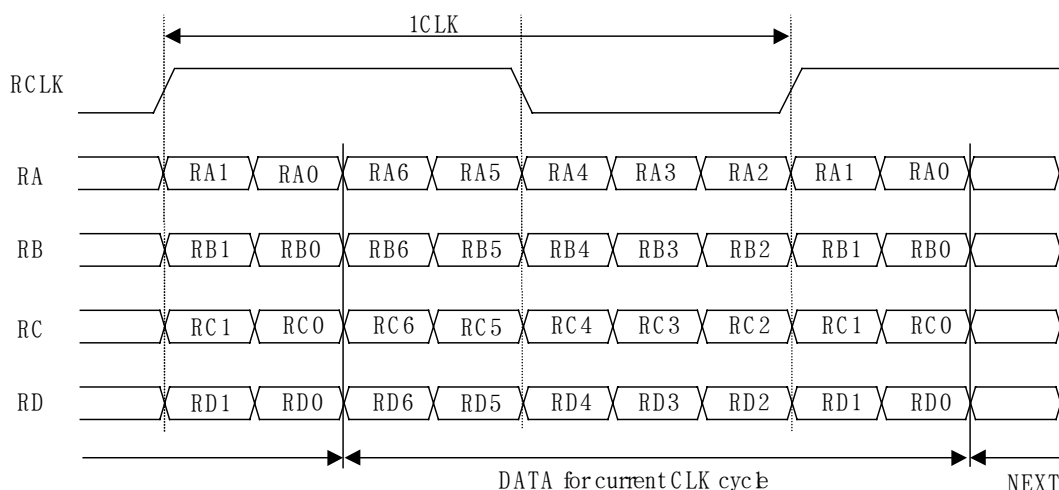 1CLK
RCLK
RA RA1 RA0 RA6 RA5 RA4 RA3 RA2 RA1 RA0
RB RB1 RB0 RB6 RB5 RB4 RB3 RB2 RB1 RB0
RC RC1 RC0 RC6 RC5 RC4 RC3 RC2 RC1 RC0
RD RD1 RD0 RD6 RD5 RD4 RD3 RD2 RD1 RD0
DATA for current CLK cycle NEXT